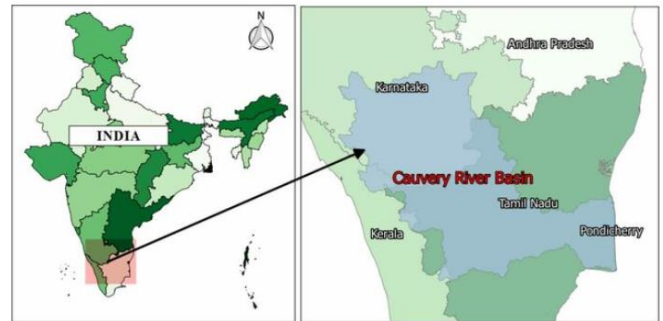 N
INDIA
Andhra Pradesh
Karnataka
Cauvery River Basin
Tamil Nadu
Kerala
Pondicherry